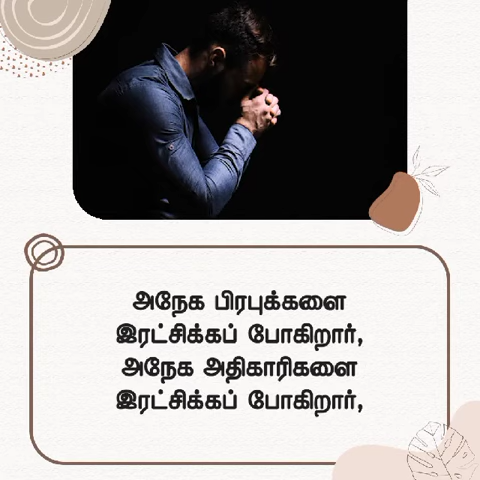 அநேக பிரபுக்களை
இரட்சிக்கப் போகிறார்,
அநேக அதிகாரிகளை
இரட்சிக்கப் போகிறார்,